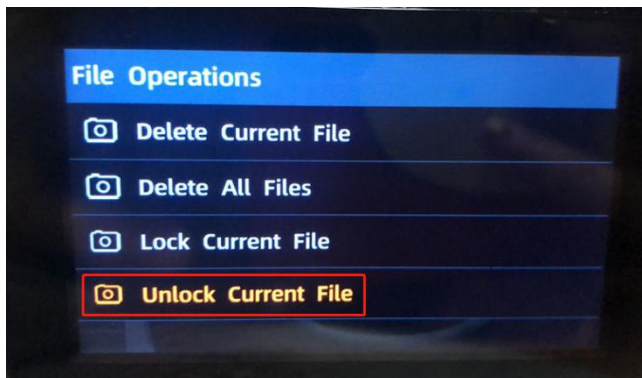 File Operations
Delete Current File
Delete All Files
Lock Current File
Unlock Current File